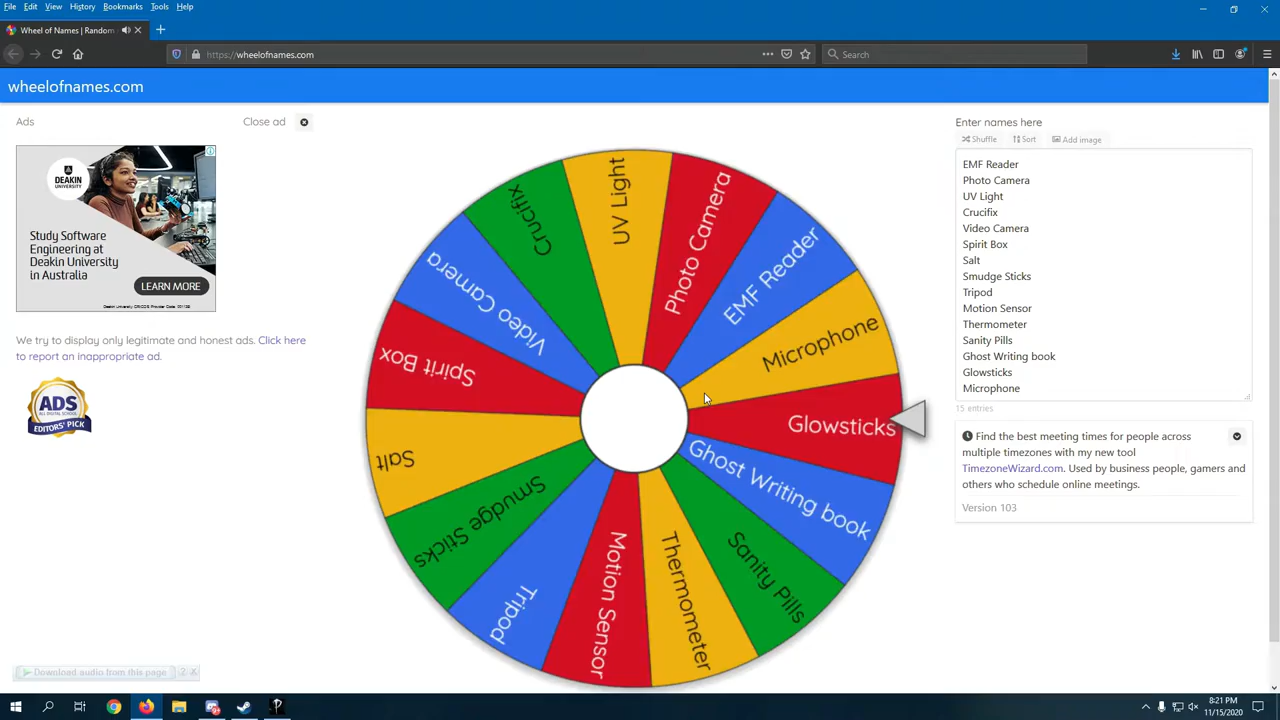 File Edit View History Bookmarks Tools Help
Wheel of Names | Random
https://wheelofnames.com
Search
wheelofnames.com
Ads
Close ad
DEAKIN
UNIVERSITY
Study Software
Engineering at
Deakin University
in Australia
LEARN MORE
We try to display only legitimate and honest ads. Click here
to report an inappropriate ad.
ADS
EDITORS' PICK
Download audio from this page ? X
UV Light
Photo Camera
EMF Reader
Microphone
Glowsticks
Ghost Writing book
Sanity Pills
Thermometer
Motion Sensor
Tripod
Smudge Sticks
Salt
Spirit Box
Video Camera
Crucifix
Enter names here
Shuffle Sort Add image
EMF Reader
Photo Camera
UV Light
Crucifix
Video Camera
Spirit Box
Salt
Smudge Sticks
Tripod
Motion Sensor
Thermometer
Sanity Pills
Ghost Writing book
Glowsticks
Microphone
15 entries
Find the best meeting times for people across
multiple timezones with my new tool
TimezoneWizard.com. Used by business people, gamers and
others who schedule online meetings.
Version 103
8:21 PM
11/15/2020